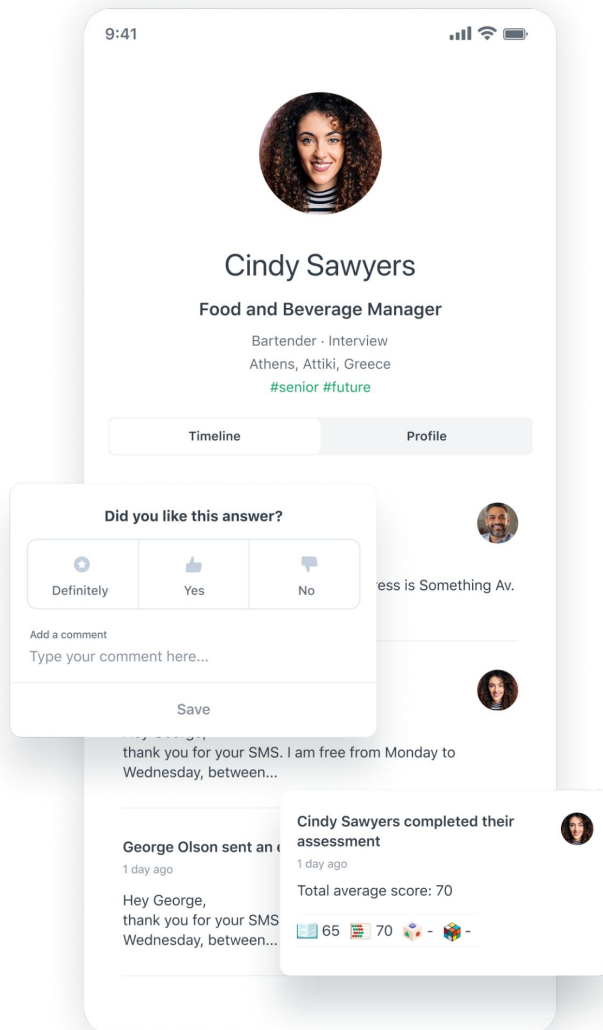 9:41
Cindy Sawyers
Food and Beverage Manager
Bartender · Interview
Athens, Attiki, Greece
#senior #future
Timeline
Profile
Did you like this answer?
Definitely
Yes
No
Add a comment
Type your comment here...
Save
is Something Av.
thank you for your SMS. I am free from Monday to
Wednesday, between...
George Olson sent an
1 day ago
Hey George,
thank you for your SMS
Wednesday, between...
Cindy Sawyers completed their
assessment
1 day ago
Total average score: 70
65 70 - -